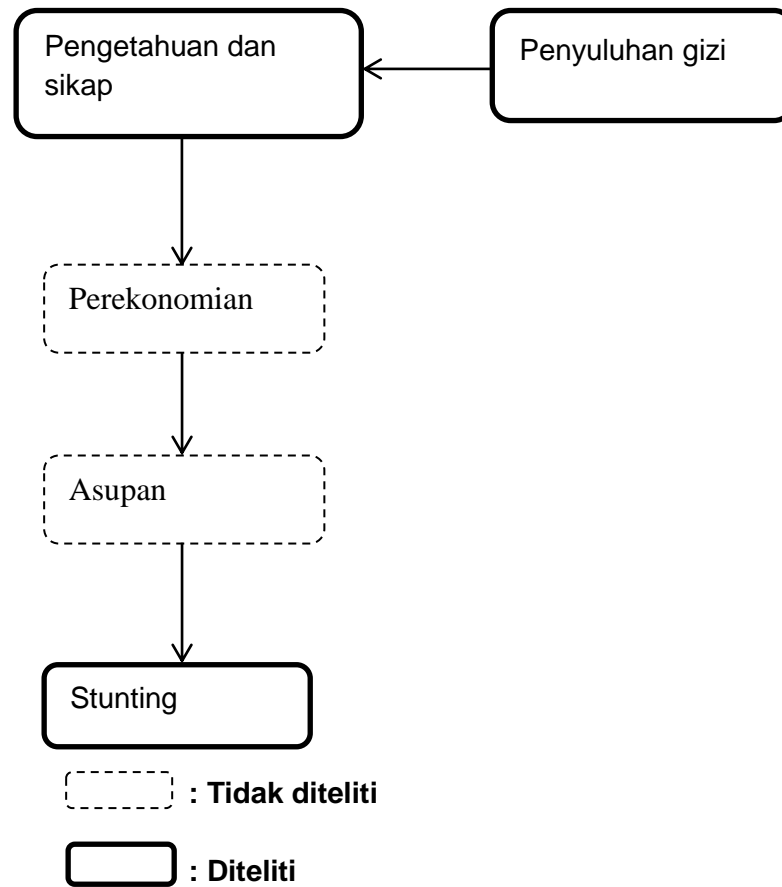 Pengetahuan dan
sikap
Penyuluhan gizi
Perekonomian
Asupan
Stunting
: Tidak diteliti
: Diteliti